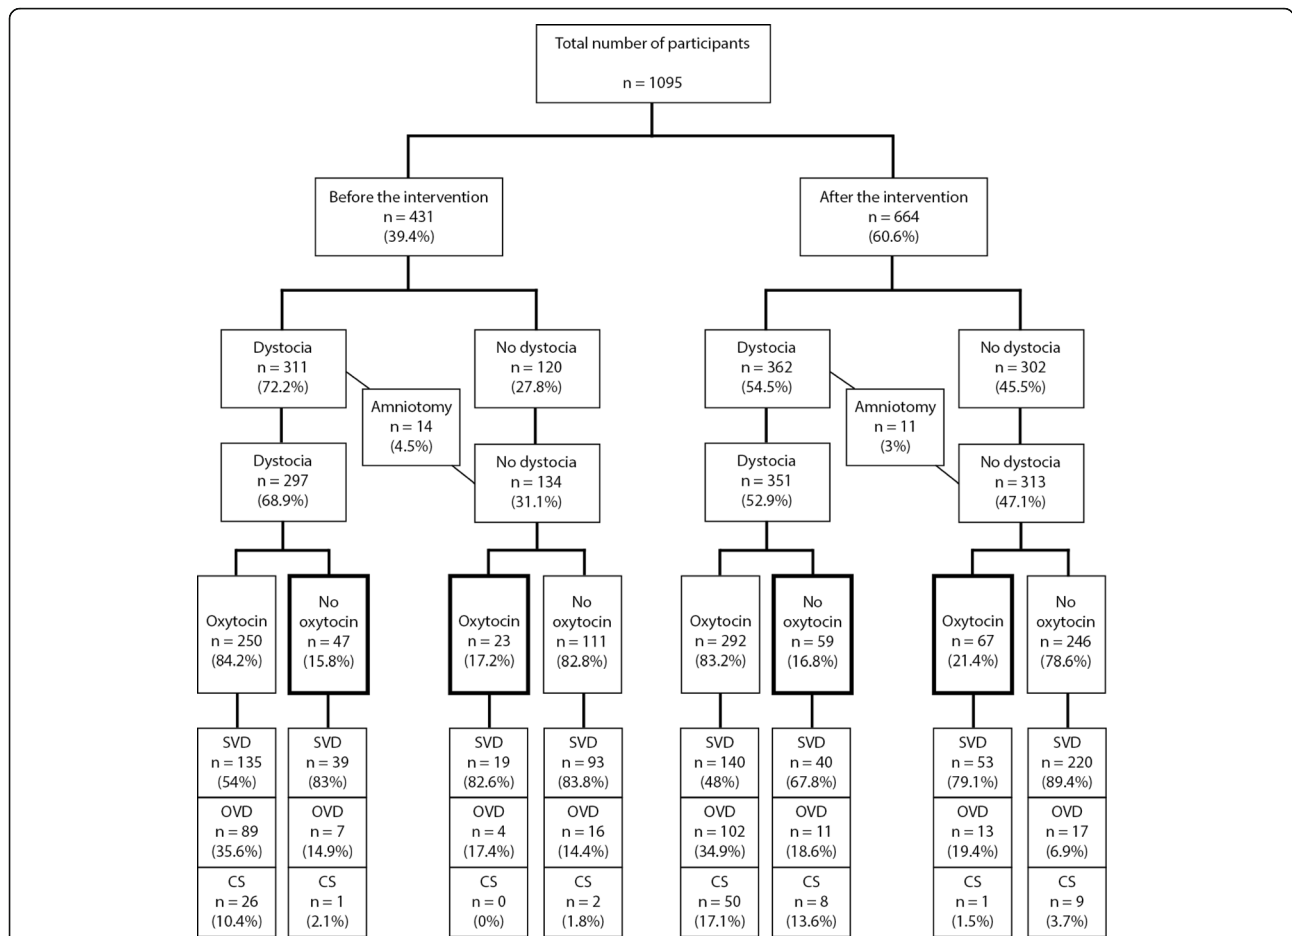 Total number of participants
n = 1095
Before the intervention
n = 431
(39.4%)
After the intervention
n = 664
(60.6%)
Dystocia
n = 311
(72.2%)
No dystocia
n = 120
(27.8%)
Dystocia
n = 362
(54.5%)
No dystocia
n = 302
(45.5%)
Amniotomy
n = 14
(4.5%)
Amniotomy
n = 11
(3%)
Dystocia
n = 297
(68.9%)
No dystocia
n = 134
(31.1%)
Dystocia
n = 351
(52.9%)
No dystocia
n = 313
(47.1%)
Oxytocin
n = 250
(84.2%)
No
oxytocin
n = 47
(15.8%)
Oxytocin
n = 23
(17.2%)
No
oxytocin
n = 111
(82.8%)
Oxytocin
n = 292
(83.2%)
No
oxytocin
n = 59
(16.8%)
Oxytocin
n = 67
(21.4%)
No
oxytocin
n = 246
(78.6%)
SVD
n = 135
(54%)
SVD
n = 39
(83%)
SVD
n = 19
(82.6%)
SVD
n = 93
(83.8%)
SVD
n = 140
(48%)
SVD
n = 40
(67.8%)
SVD
n = 53
(79.1%)
SVD
n = 220
(89.4%)
OVD
n = 89
(35.6%)
OVD
n = 7
(14.9%)
OVD
n = 4
(17.4%)
OVD
n = 16
(14.4%)
OVD
n = 102
(34.9%)
OVD
n = 11
(18.6%)
OVD
n = 13
(19.4%)
OVD
n = 17
(6.9%)
CS
n = 26
(10.4%)
CS
n = 1
(2.1%)
CS
n = 0
(0%)
CS
n = 2
(1.8%)
CS
n = 50
(17.1%)
CS
n = 8
(13.6%)
CS
n = 1
(1.5%)
CS
n = 9
(3.7%)